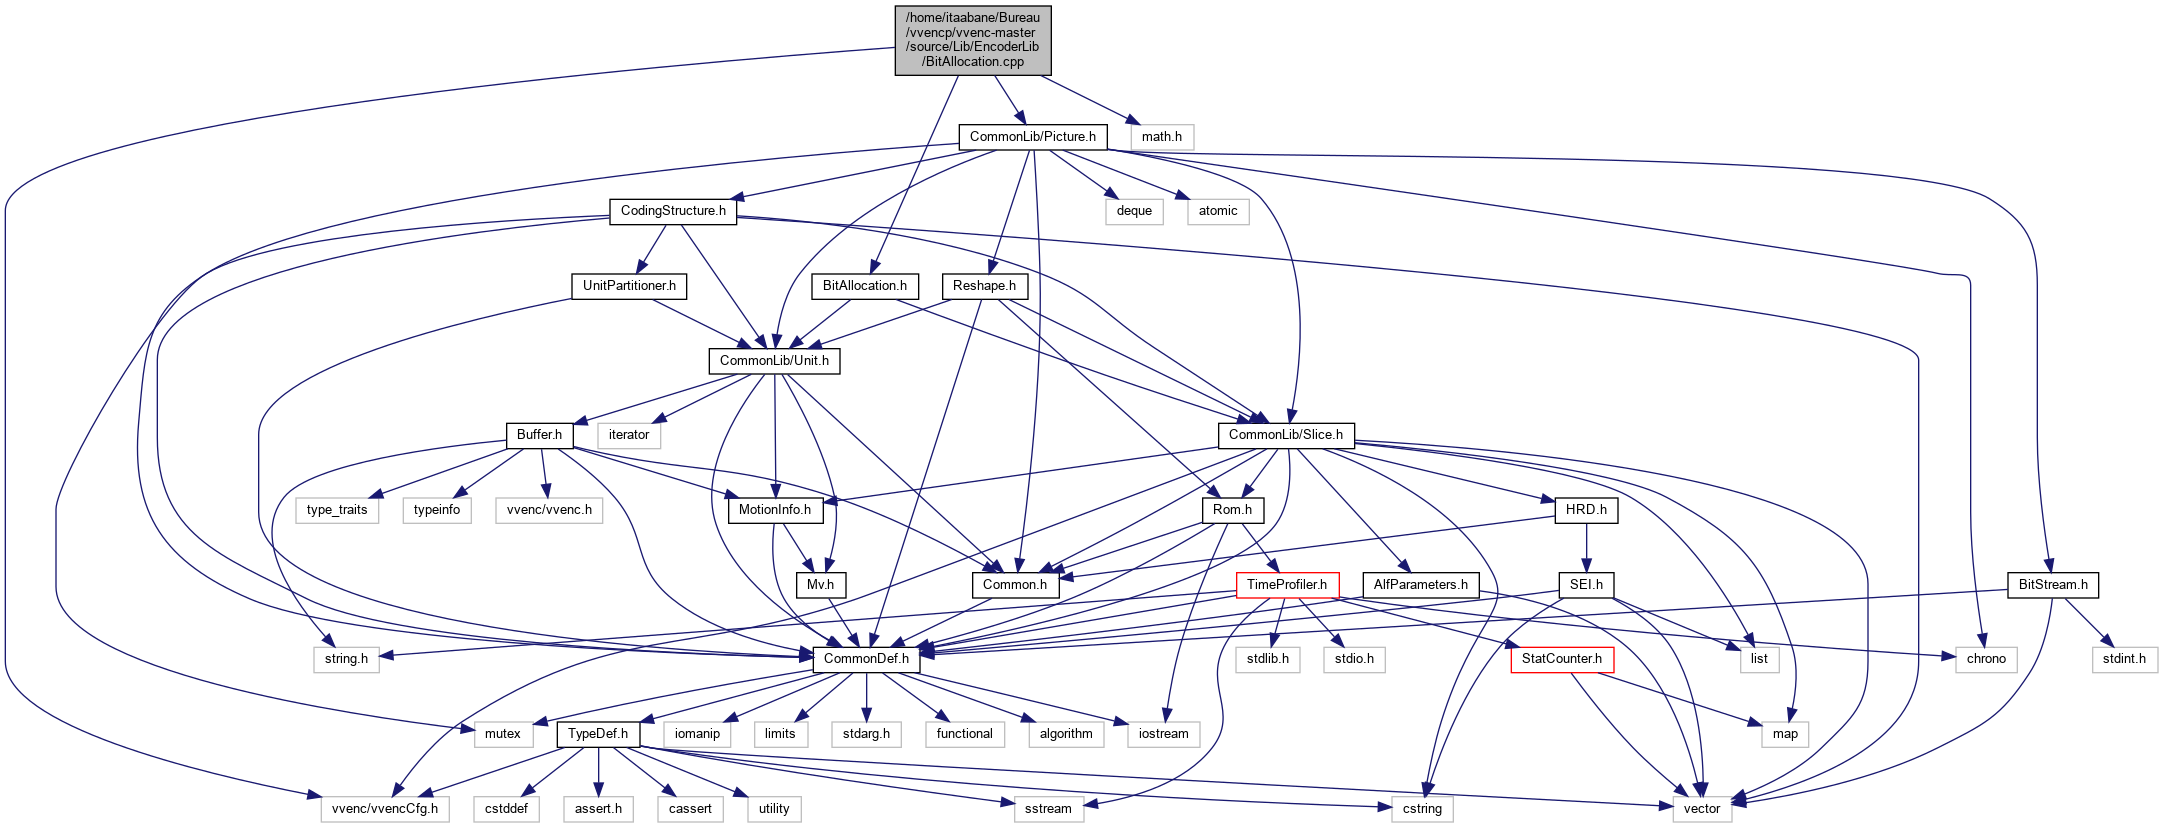 /home/itaabane/Bureau
/vvencp/vvenc-master
/source/Lib/EncoderLib
/BitAllocation.cpp
CommonLib/Picture.h
math.h
CodingStructure.h
deque
atomic
UnitPartitioner.h
BitAllocation.h
Reshape.h
CommonLib/Unit.h
Buffer.h
iterator
CommonLib/Slice.h
type_traits
typeinfo
vvenc/vvenc.h
MotionInfo.h
Rom.h
HRD.h
Mv.h
Common.h
TimeProfiler.h
AlfParameters.h
SEI.h
BitStream.h
string.h
CommonDef.h
stdlib.h
stdio.h
StatCounter.h
list
chrono
stdint.h
mutex
TypeDef.h
iomanip
limits
stdarg.h
functional
algorithm
iostream
map
vvenc/vvencCfg.h
cstddef
assert.h
cassert
utility
sstream
cstring
vector